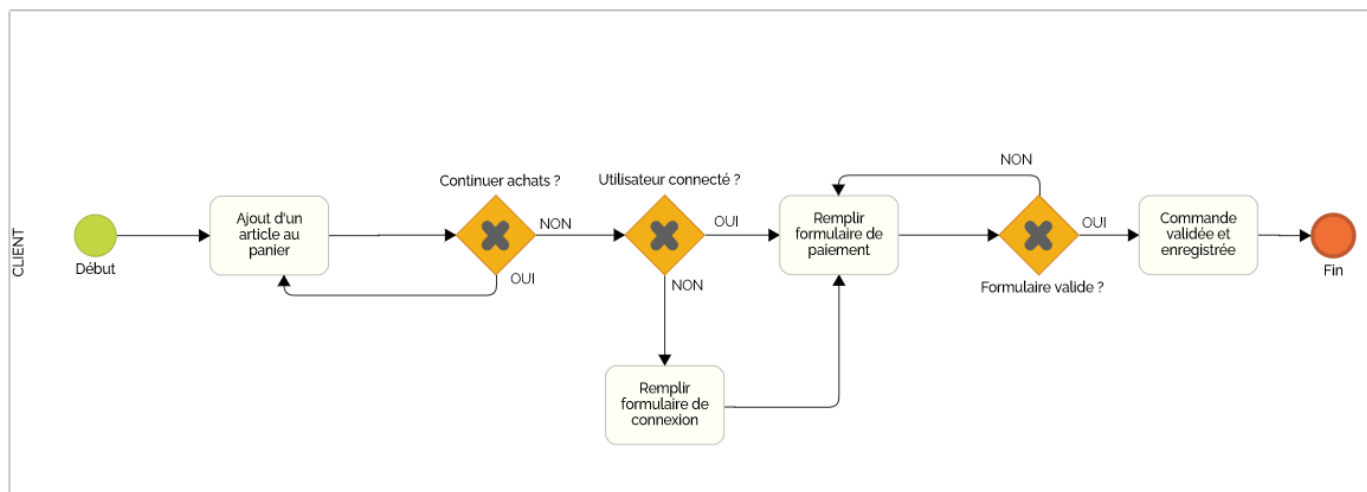 CLIENT
Début
Ajout d'un
article au
panier
Continuer achats ?
OUI
NON
Utilisateur connecté ?
OUI
NON
Remplir
formulaire de
connexion
Remplir
formulaire de
paiement
NON
OUI
Formulaire valide ?
Commande
validée et
enregistrée
Fin